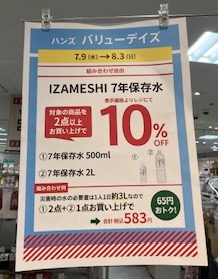 ハンズ バリューデイズ
7.9(水)→8.3(日)
組み合わせ自由
IZAMESHI 7年保存水
表示価格よりレジにて
対象の商品を
2点以上
お買い上げで
10%OFF
①7年保存水 500ml
②7年保存水 2L
組み合わせ例
災害時の水の必要量は1人1日約3Lなので
①2点+②1点お買い上げで
合計 税込583円
65円
おトク!